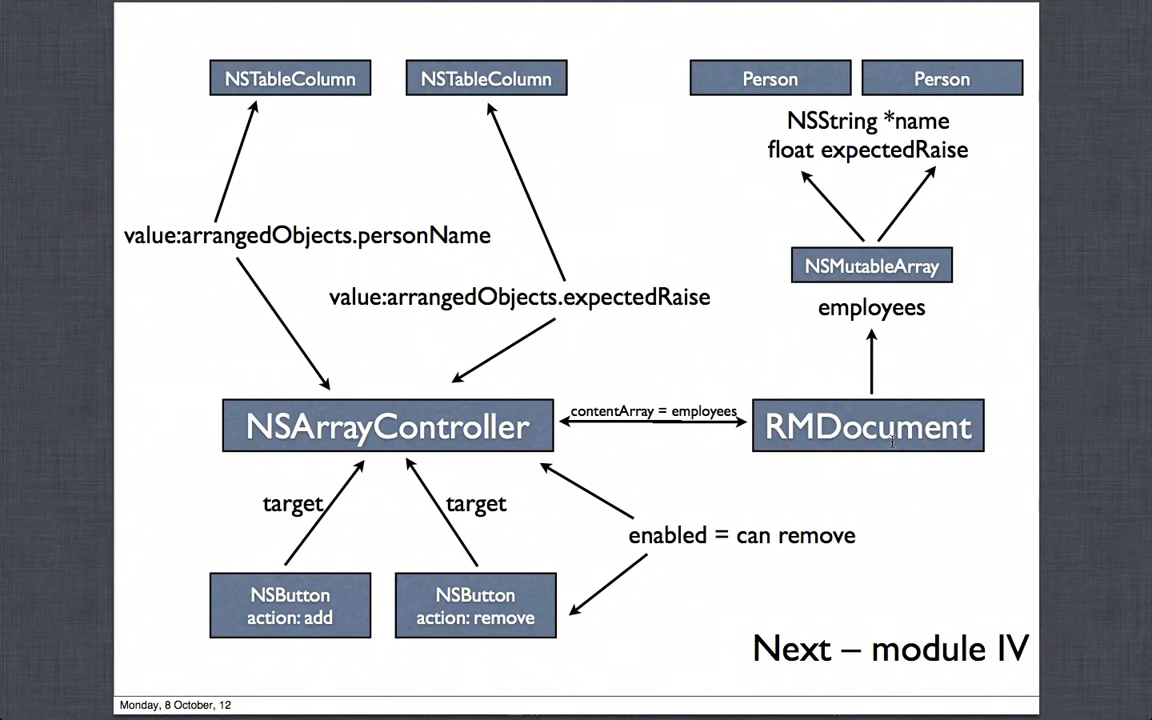 NSTableColumn
NSTableColumn
Person
Person
NSString *name
float expectedRaise
value:arrangedObjects.personName
NSMutableArray
value:arrangedObjects.expectedRaise
employees
NSArrayController
contentArray = employees
RMDocument
target
target
enabled = can remove
NSButton
action: add
NSButton
action: remove
Next – module IV
Monday, 8 October, 12